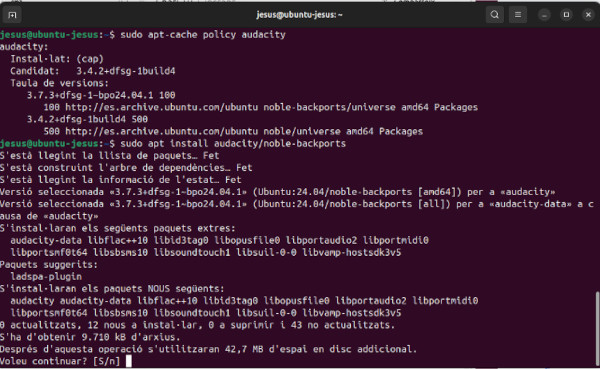 jesus@ubuntu-jesus: ~
jesus@ubuntu-jesus:~$ sudo apt-cache policy audacity
audacity:
  Instal·lat: (cap)
  Candidat:   3.4.2+dfsg-1build4
  Taula de versions:
     3.7.3+dfsg-1~bpo24.04.1 100
        100 http://es.archive.ubuntu.com/ubuntu noble-backports/universe amd64 Packages
     3.4.2+dfsg-1build4 500
        500 http://es.archive.ubuntu.com/ubuntu noble/universe amd64 Packages
jesus@ubuntu-jesus:~$ sudo apt install audacity/noble-backports
S'està llegint la llista de paquets… Fet
S'està construint l'arbre de dependències… Fet
S'està llegint la informació de l'estat… Fet
Versió seleccionada «3.7.3+dfsg-1~bpo24.04.1» (Ubuntu:24.04/noble-backports [amd64]) per a «audacity»
Versió seleccionada «3.7.3+dfsg-1~bpo24.04.1» (Ubuntu:24.04/noble-backports [all]) per a «audacity-data» a c
ausa de «audacity»
S'instal·laran els següents paquets extres:
  audacity-data libflac++10 libid3tag0 libopusfile0 libportaudio2 libportmidi0
  libportsmf0t64 libsbsms10 libsoundtouch1 libsuil-0-0 libvamp-hostsdk3v5
Paquets suggerits:
  ladspa-plugin
S'instal·laran els paquets NOUS següents:
  audacity audacity-data libflac++10 libid3tag0 libopusfile0 libportaudio2 libportmidi0
  libportsmf0t64 libsbsms10 libsoundtouch1 libsuil-0-0 libvamp-hostsdk3v5
0 actualitzats, 12 nous a instal·lar, 0 a suprimir i 43 no actualitzats.
S'ha d'obtenir 9.710 kB d'arxius.
Després d'aquesta operació s'utilitzaran 42,7 MB d'espai en disc addicional.
Voleu continuar? [S/n]